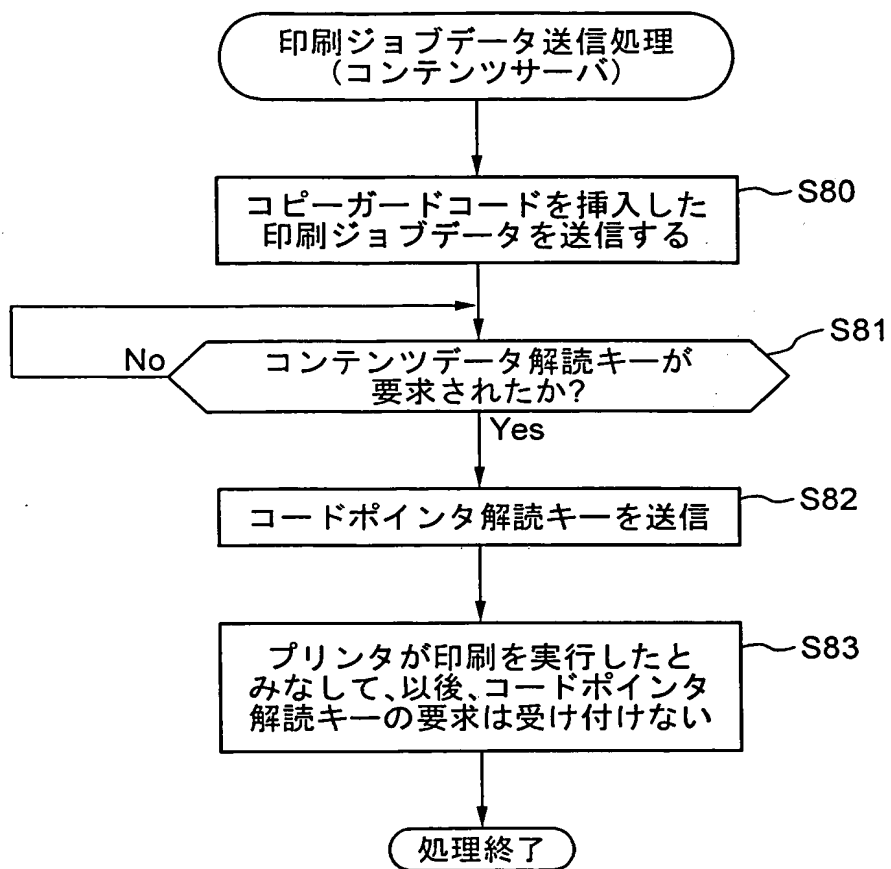 印刷ジョブデータ送信処理
(コンテンツサーバ)
コピーガードコードを挿入した
印刷ジョブデータを送信する
S80
コンテンツデータ解読キーが
要求されたか?
S81
No
Yes
コードポインタ解読キーを送信
S82
プリンタが印刷を実行したと
みなして、以後、コードポインタ
解読キーの要求は受け付けない
S83
処理終了